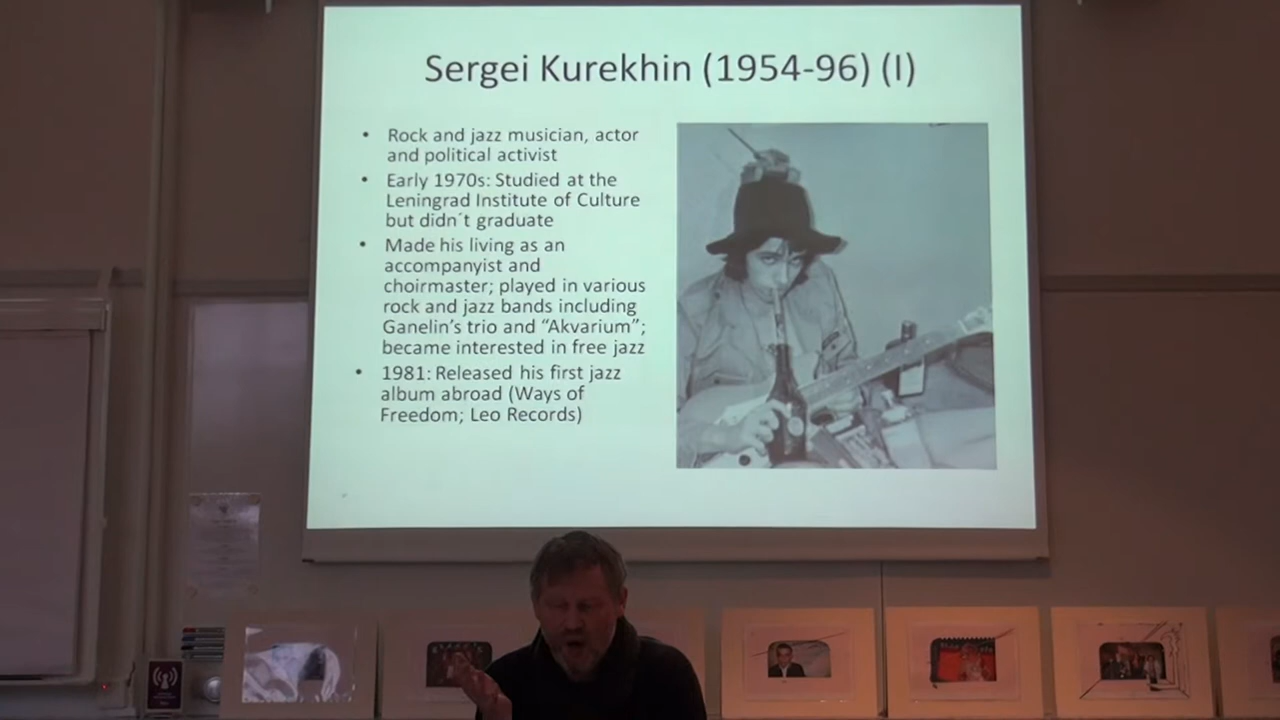 Sergei Kurekhin (1954-96) (I)
• Rock and jazz musician, actor
and political activist
• Early 1970s: Studied at the
Leningrad Institute of Culture
but didn´t graduate
• Made his living as an
accompanyist and
choirmaster; played in various
rock and jazz bands including
Ganelin's trio and "Akvarium";
became interested in free jazz
• 1981: Released his first jazz
album abroad (Ways of
Freedom; Leo Records)